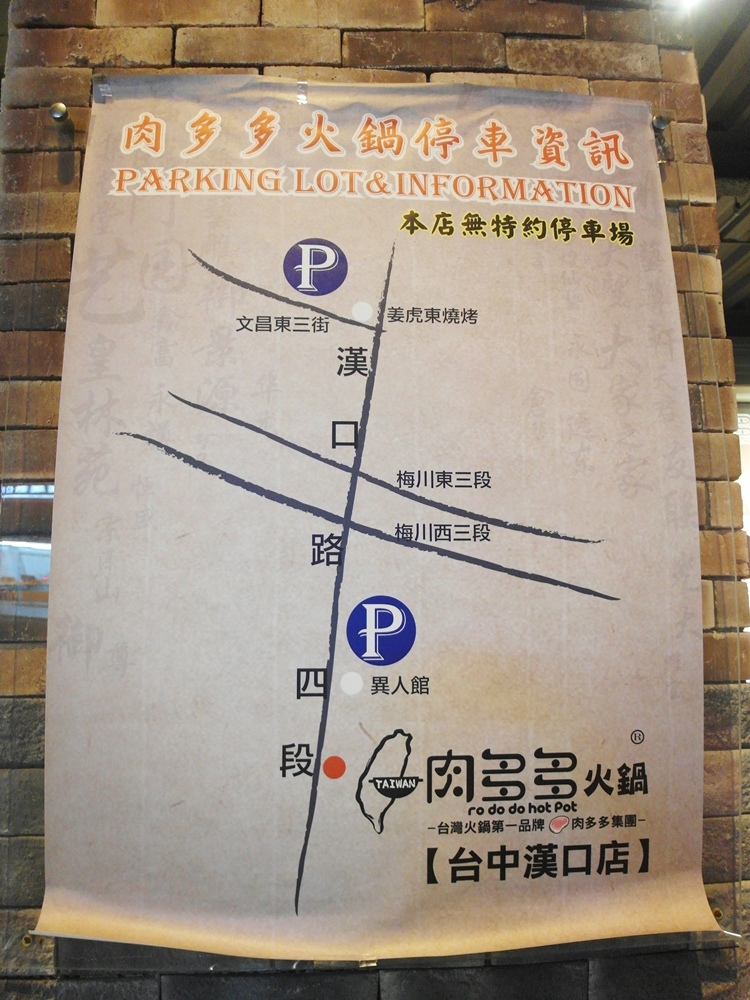 肉多多火鍋停車資訊
PARKING LOT&INFORMATION
本店無特約停車場
P
文昌東三街
姜虎東燒烤
漢口路四段
梅川東三段
梅川西三段
P
異人館
TAIWAN
肉多多火鍋
®
ro do do hot Pot
-台灣火鍋第一品牌 肉多多集團-
【台中漢口店】